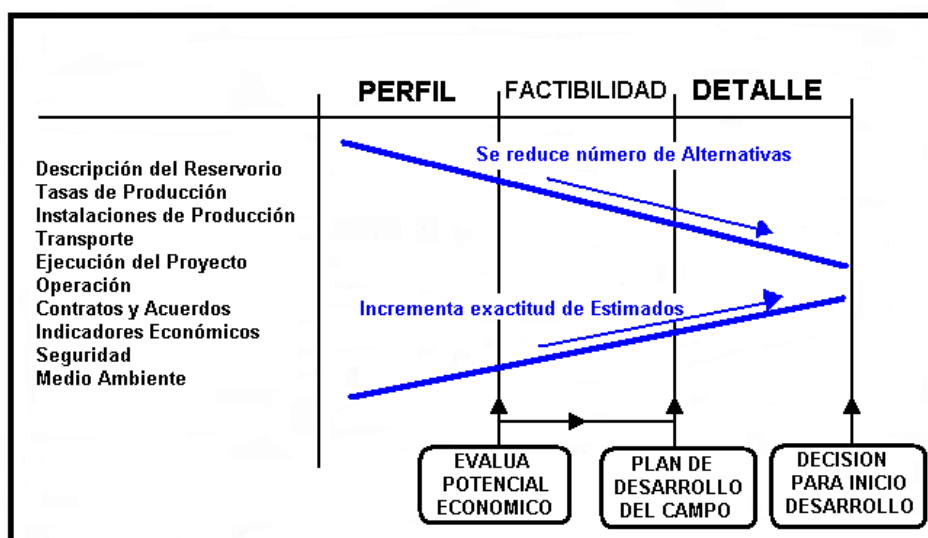 PERFIL
FACTIBILIDAD
DETALLE
Descripción del Reservorio
Tasas de Producción
Instalaciones de Producción
Transporte
Ejecución del Proyecto
Operación
Contratos y Acuerdos
Indicadores Económicos
Seguridad
Medio Ambiente
Se reduce número de Alternativas
Incrementa exactitud de Estimados
EVALUA
POTENCIAL
ECONOMICO
PLAN DE
DESARROLLO
DEL CAMPO
DECISION
PARA INICIO
DESARROLLO